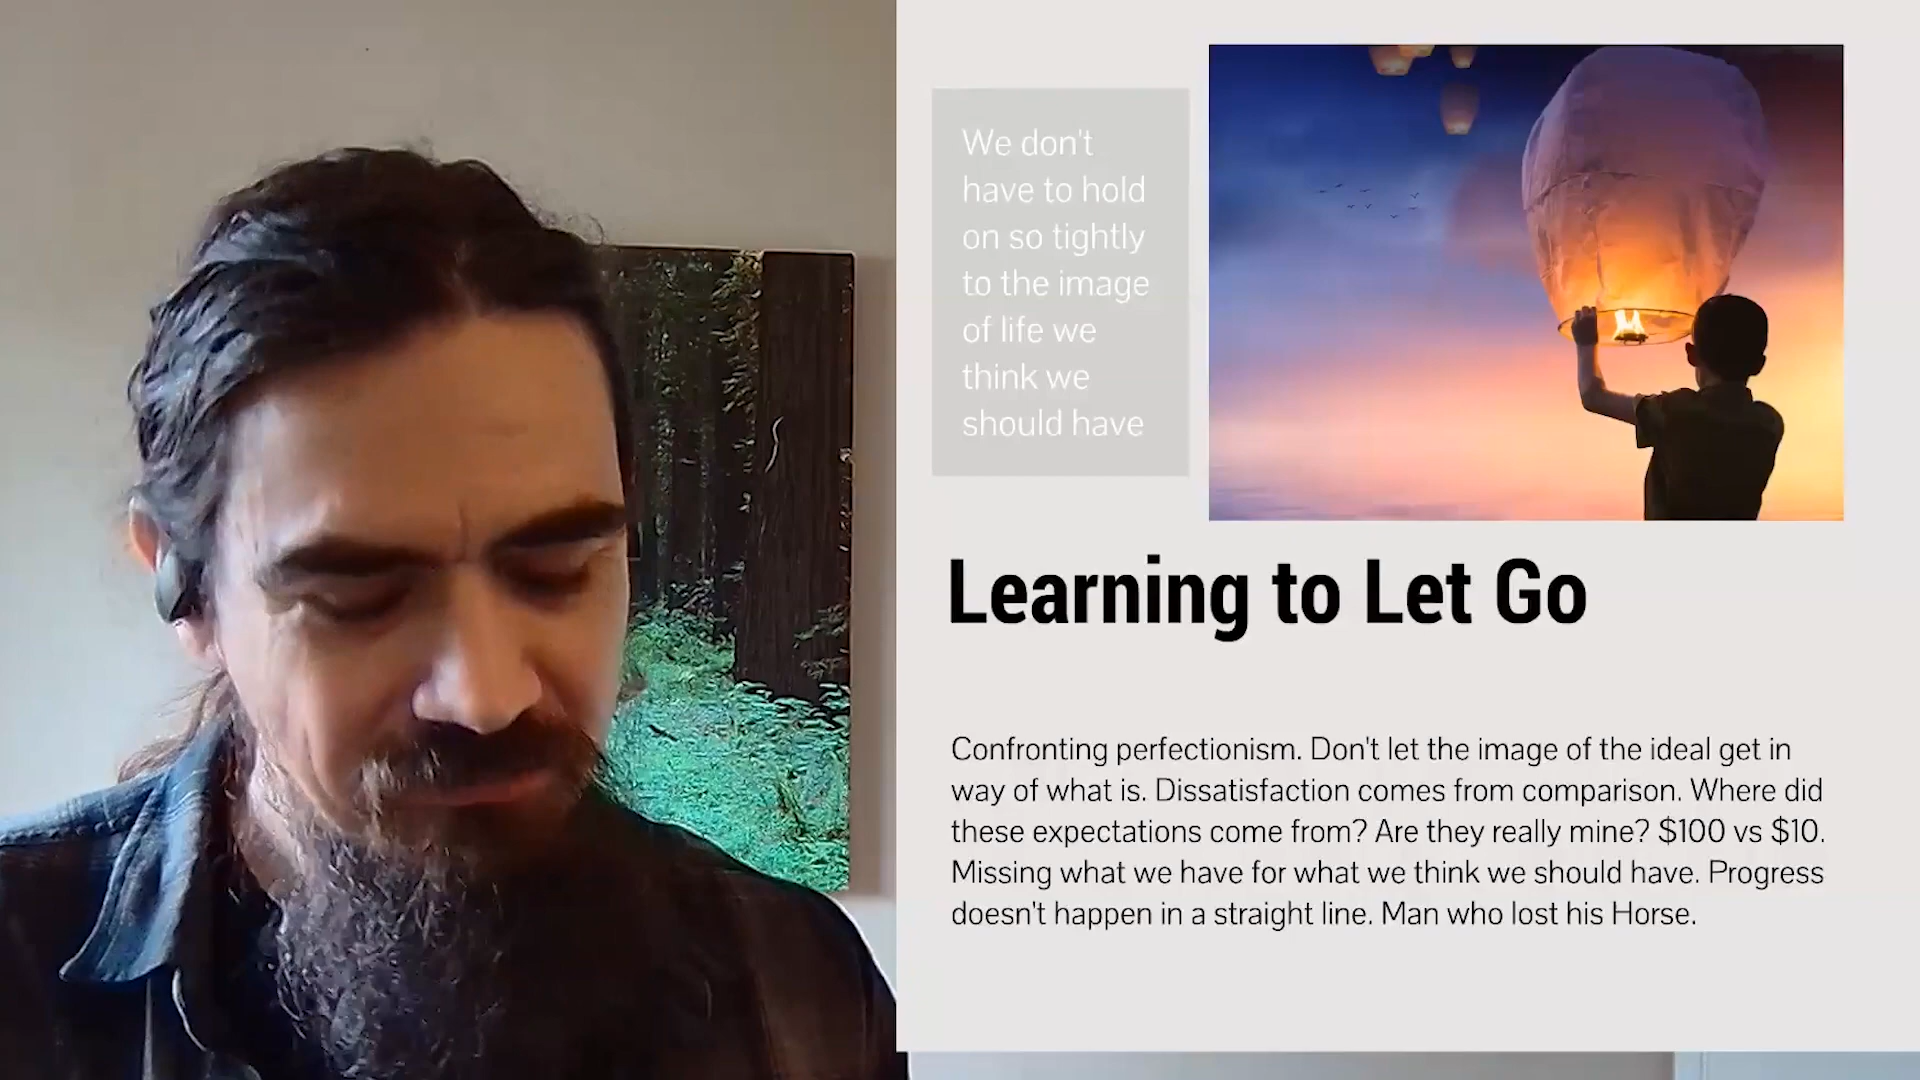 We don't
have to hold
on so tightly
to the image
of life we
think we
should have
Learning to Let Go
Confronting perfectionism. Don't let the image of the ideal get in
way of what is. Dissatisfaction comes from comparison. Where did
these expectations come from? Are they really mine? $100 vs $10.
Missing what we have for what we think we should have. Progress
doesn't happen in a straight line. Man who lost his Horse.